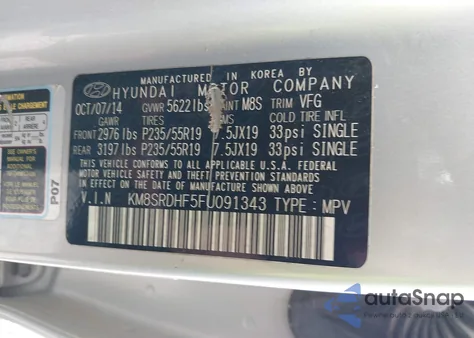 MANUFACTURED IN KOREA BY
HYUNDAI MOTOR COMPANY
OCT/07/14 GVWR 5622lbs PAINT M8S TRIM VFG
GAWR TIRES RIMS COLD TIRE INFL
FRONT 2976 lbs P235/55R19 7.5JX19 33psi SINGLE
REAR 3197 lbs P235/55R19 7.5JX19 33psi SINGLE
THIS VEHICLE CONFORMS TO ALL APPLICABLE U.S.A. FEDERAL
MOTOR VEHICLE SAFETY, BUMPER, AND THEFT PREVENTION
STANDARDS IN EFFECT ON THE DATE OF MANUFACTURE
SHOWN ABOVE.
V.I.N KM8SRDHF5FU091343 TYPE : MPV
P07
REAR
autoSnap